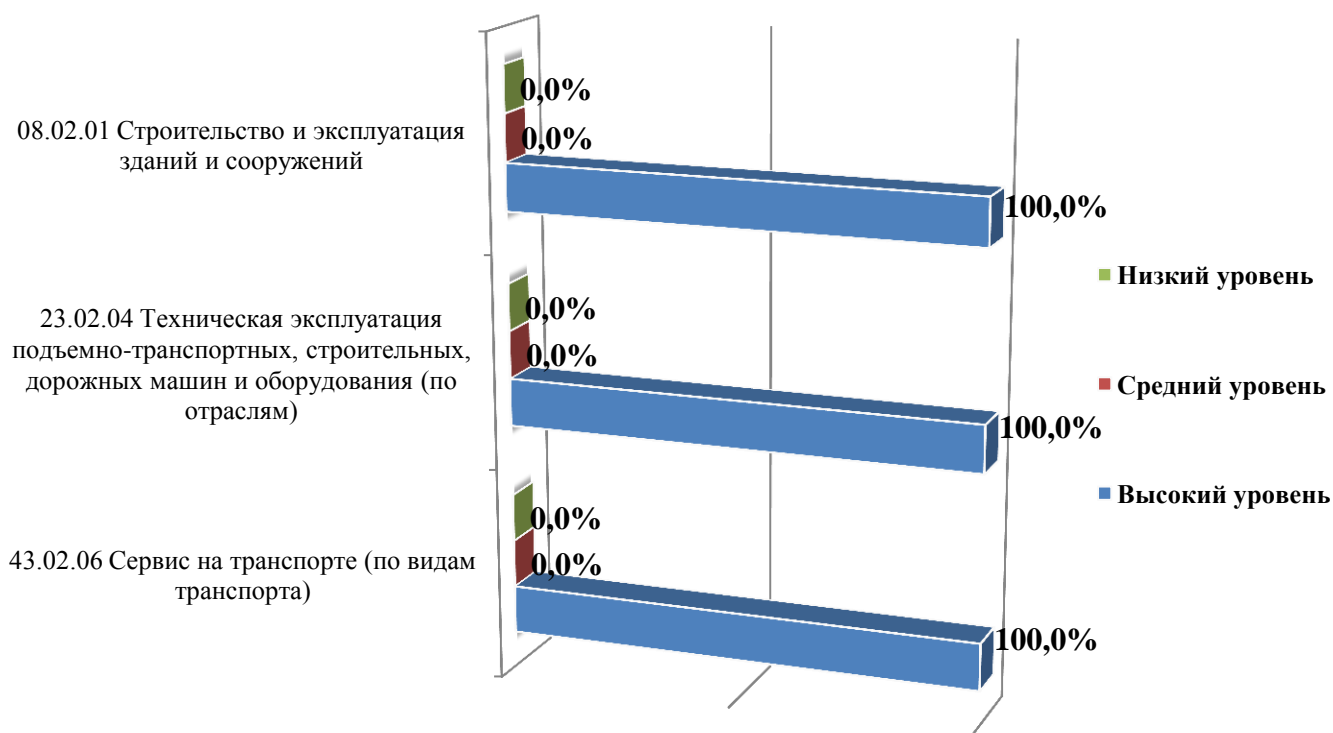 08.02.01 Строительство и эксплуатация
зданий и сооружений
0,0%
0,0%
100,0%
23.02.04 Техническая эксплуатация
подъемно-транспортных, строительных,
дорожных машин и оборудования (по
отраслям)
0,0%
0,0%
100,0%
43.02.06 Сервис на транспорте (по видам
транспорта)
0,0%
0,0%
100,0%
Низкий уровень
Средний уровень
Высокий уровень